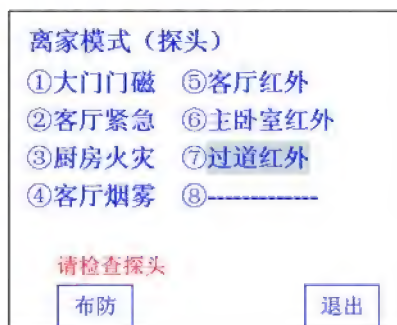 离家模式（探头）
①大门门磁 ⑤客厅红外
②客厅紧急 ⑥主卧室红外
③厨房火灾 ⑦过道红外
④客厅烟雾 ⑧-------------
请检查探头
布防 退出